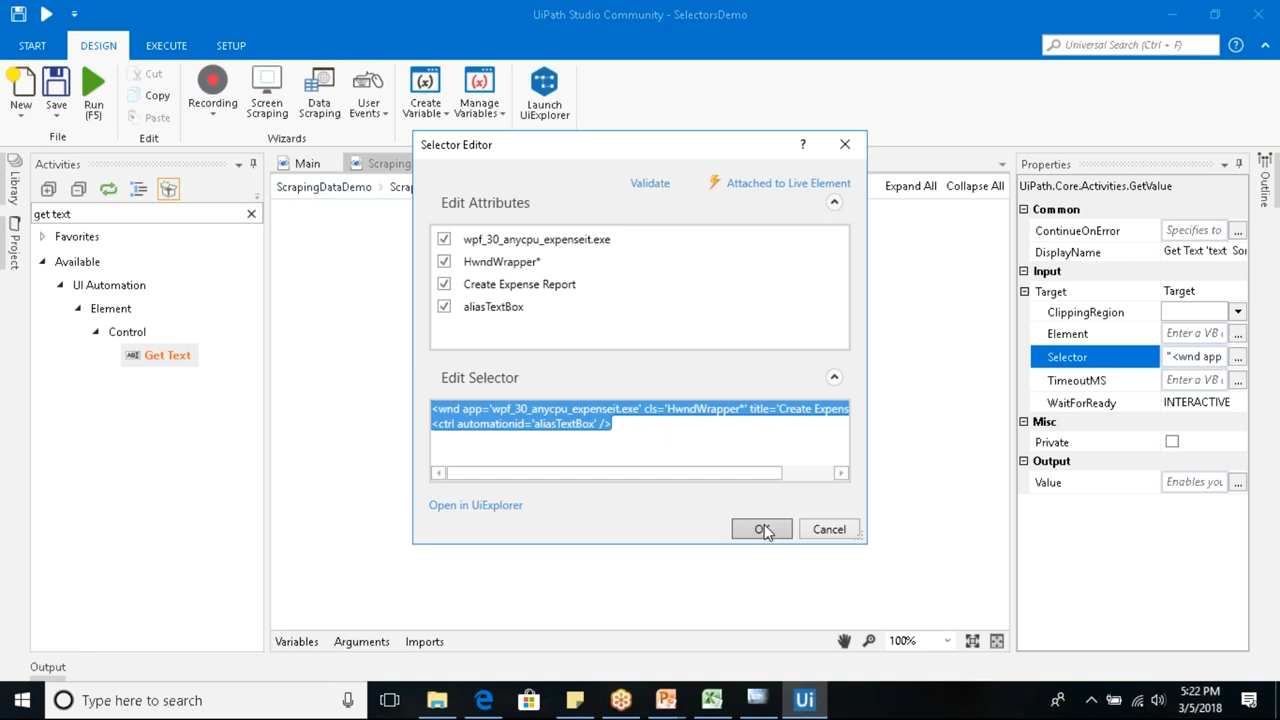 UiPath Studio Community - SelectorsDemo
START
DESIGN
EXECUTE
SETUP
Universal Search (Ctrl + F)
New
Save
Run
(F5)
Cut
Copy
Paste
Recording
Screen
Scraping
Data
Scraping
User
Events
Create
Variable
Manage
Variables
Launch
UiExplorer
File
Edit
Wizards
Library
Project
Activities
get text
Favorites
Available
UI Automation
Element
Control
Get Text
Output
Main
Scraping
ScrapingDataDemo
Scra
Expand All
Collapse All
Selector Editor
?
Validate
Attached to Live Element
Edit Attributes
wpf_30_anycpu_expenseit.exe
HwndWrapper*
Create Expense Report
aliasTextBox
Edit Selector
<wnd app='wpf_30_anycpu_expenseit.exe' cls='HwndWrapper*' title='Create Expens
<ctrl automationid='aliasTextBox' />
Open in UiExplorer
Cancel
Variables
Arguments
Imports
100%
Properties
Outline
UiPath.Core.Activities.GetValue
Common
ContinueOnError Specifies to ...
DisplayName Get Text 'text Sor
Input
Target Target
ClippingRegion
Element Enter a VB ...
Selector "<wnd app ...
TimeoutMS Enter a VB ...
WaitForReady INTERACTIVE
Misc
Private
Output
Value Enables you ...
Type here to search
Ui
5:22 PM
3/5/2018